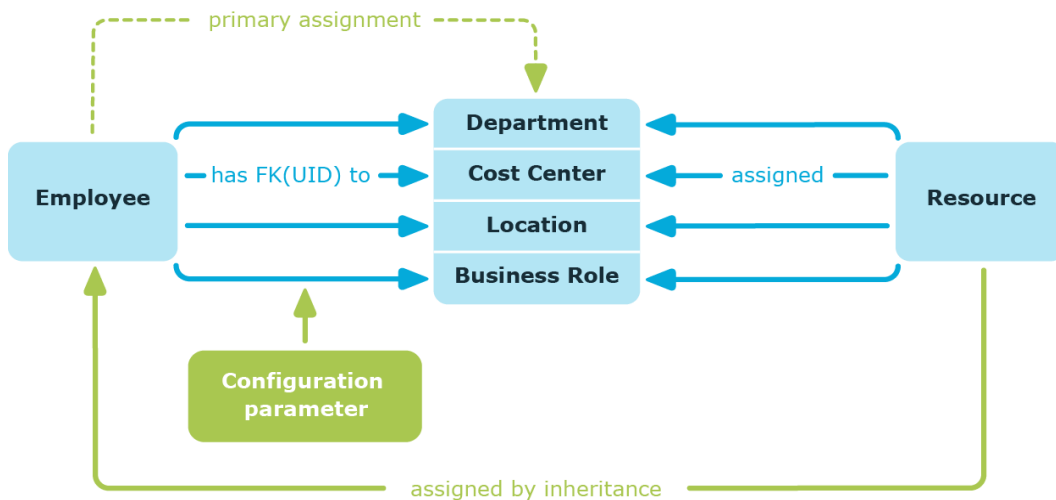 primary assignment
Department
has FK(UID) to
Cost Center
assigned
Employee
Resource
Location
Business Role
Configuration
parameter
assigned by inheritance